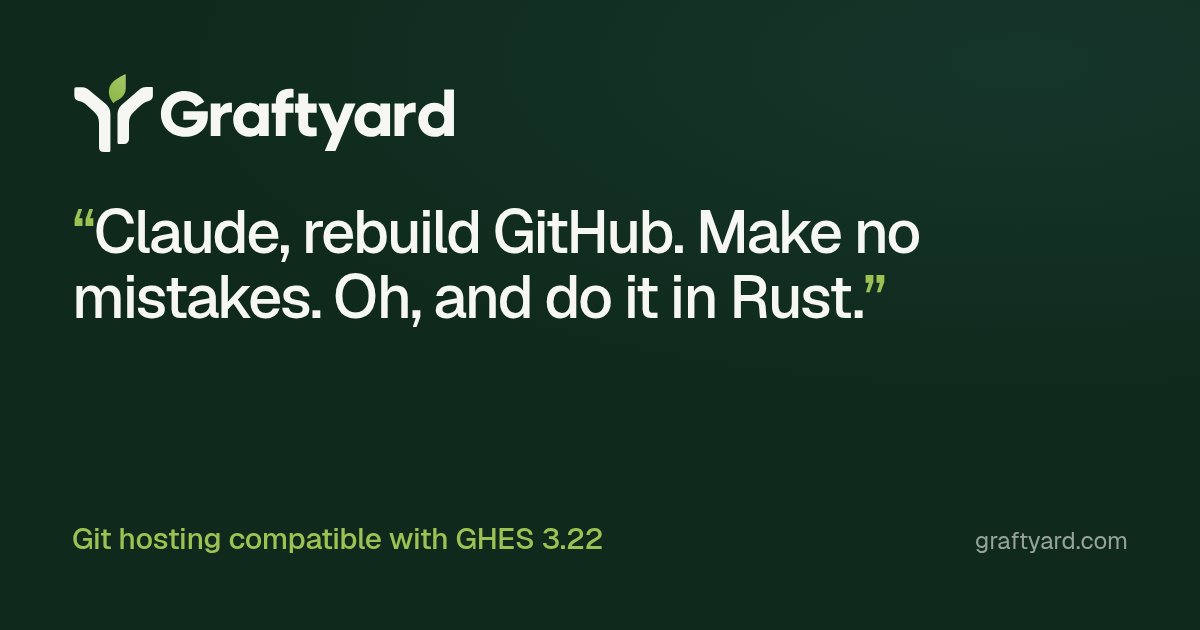 Graftyard
“Claude, rebuild GitHub. Make no
mistakes. Oh, and do it in Rust.”
Git hosting compatible with GHES 3.22
graftyard.com